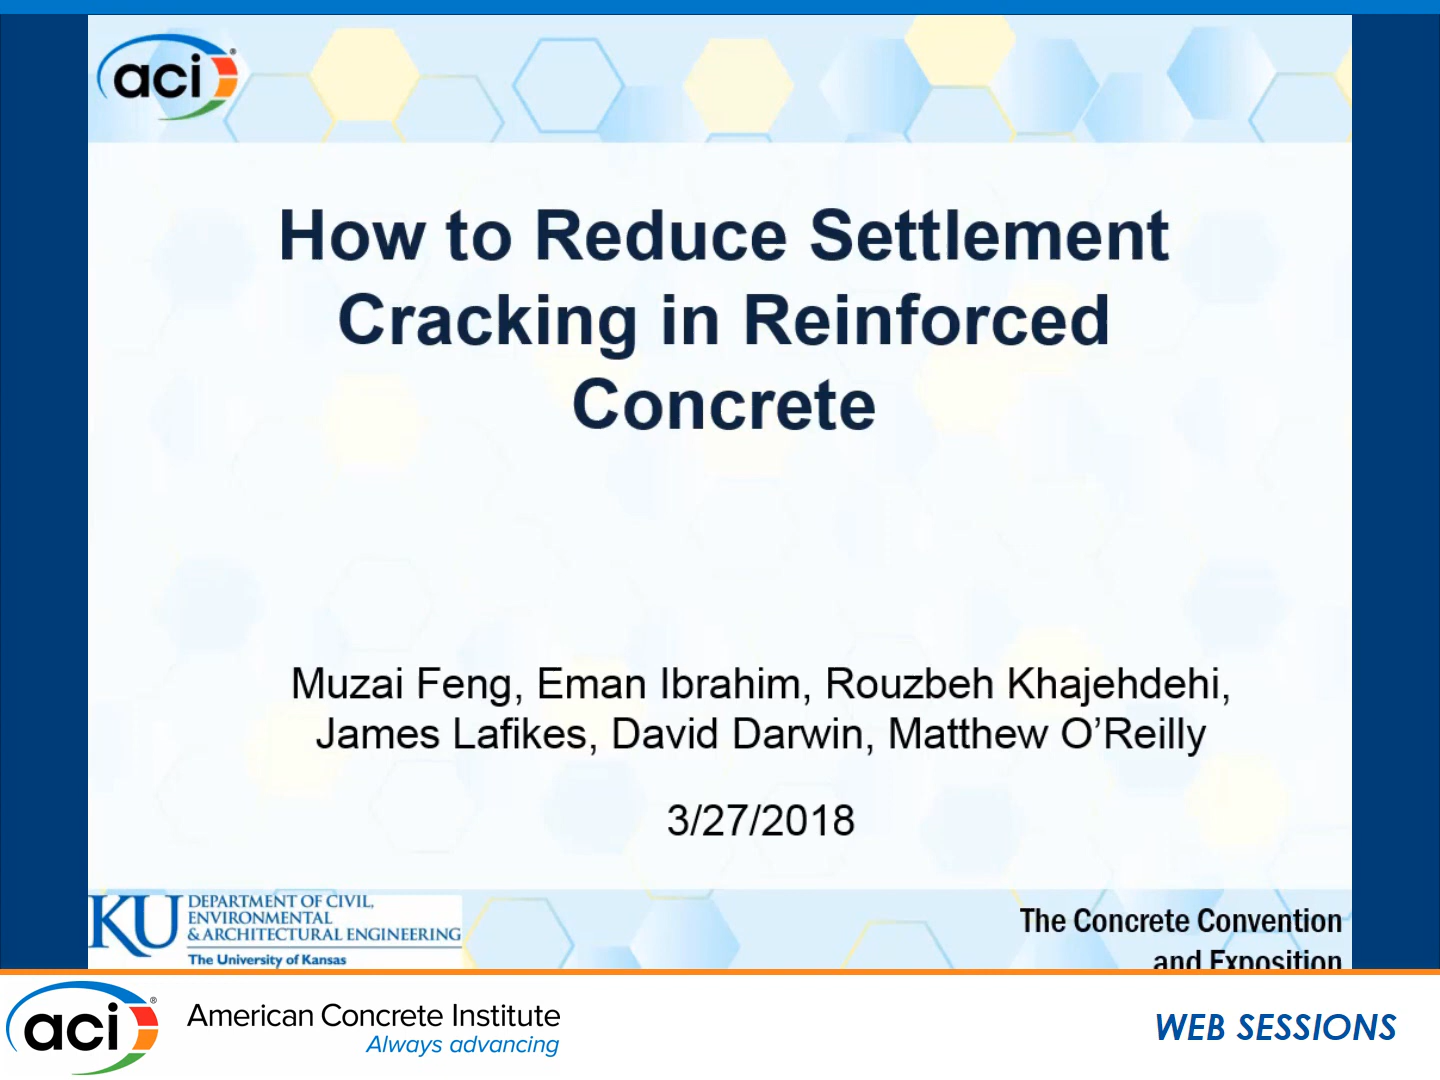 aci®
How to Reduce Settlement
Cracking in Reinforced
Concrete
Muzai Feng, Eman Ibrahim, Rouzbeh Khajehdehi,
James Lafikes, David Darwin, Matthew O'Reilly
3/27/2018
KU
DEPARTMENT OF CIVIL,
ENVIRONMENTAL
& ARCHITECTURAL ENGINEERING
The University of Kansas
The Concrete Convention
and Exposition
aci®
American Concrete Institute
Always advancing
WEB SESSIONS